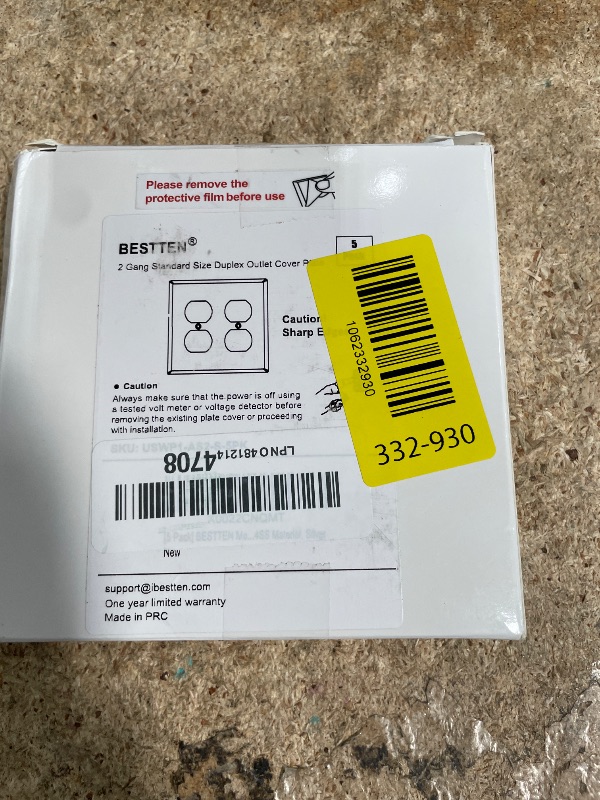 Please remove the
protective film before use
BESTTEN®
5
2 Gang Standard Size Duplex Outlet Cover
Caution
Sharp
1062332930
332-930
● Caution
Always make sure that the power is off using
a tested volt meter or voltage detector before
removing the existing plate cover or proceeding
with installation.
LPNO4812144708
New
support@ibestten.com
One year limited warranty
Made in PRC